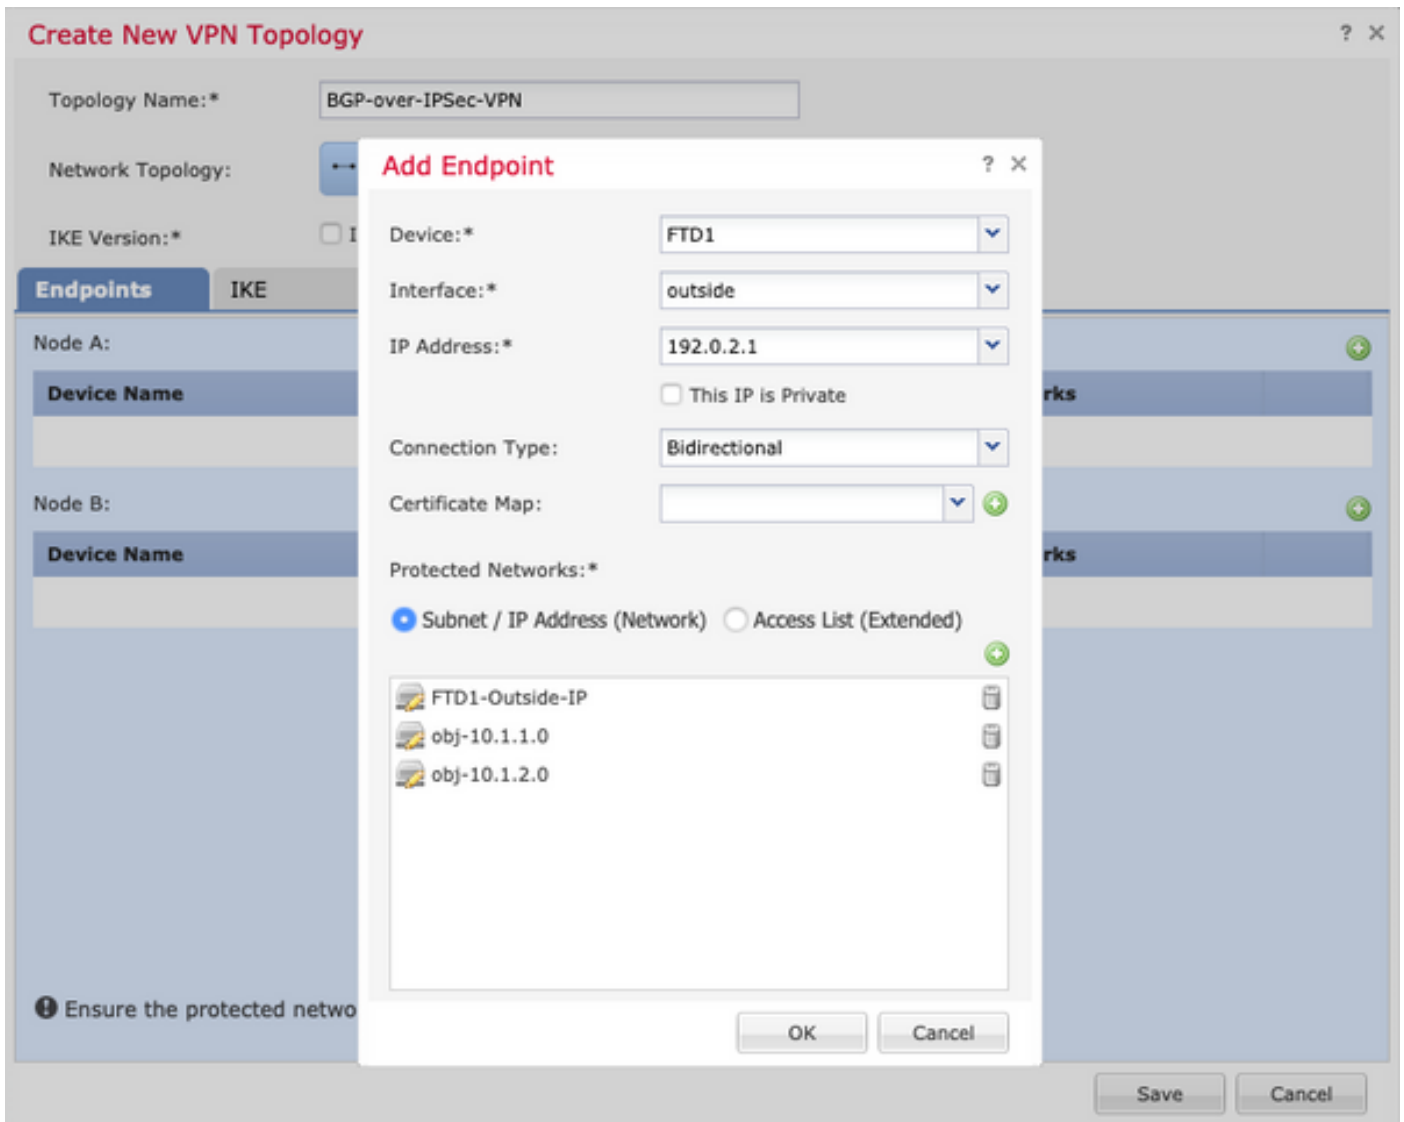 Create New VPN Topology ? ×
Topology Name:* BGP-over-IPSec-VPN
Network Topology:
IKE Version:* I
Endpoints IKE
Node A:
Device Name rks
Node B:
Device Name rks
Ensure the protected netwo
Add Endpoint ? ×
Device:* FTD1
Interface:* outside
IP Address:* 192.0.2.1
This IP is Private
Connection Type: Bidirectional
Certificate Map:
Protected Networks:*
Subnet / IP Address (Network) Access List (Extended)
FTD1-Outside-IP
obj-10.1.1.0
obj-10.1.2.0
OK Cancel
Save Cancel